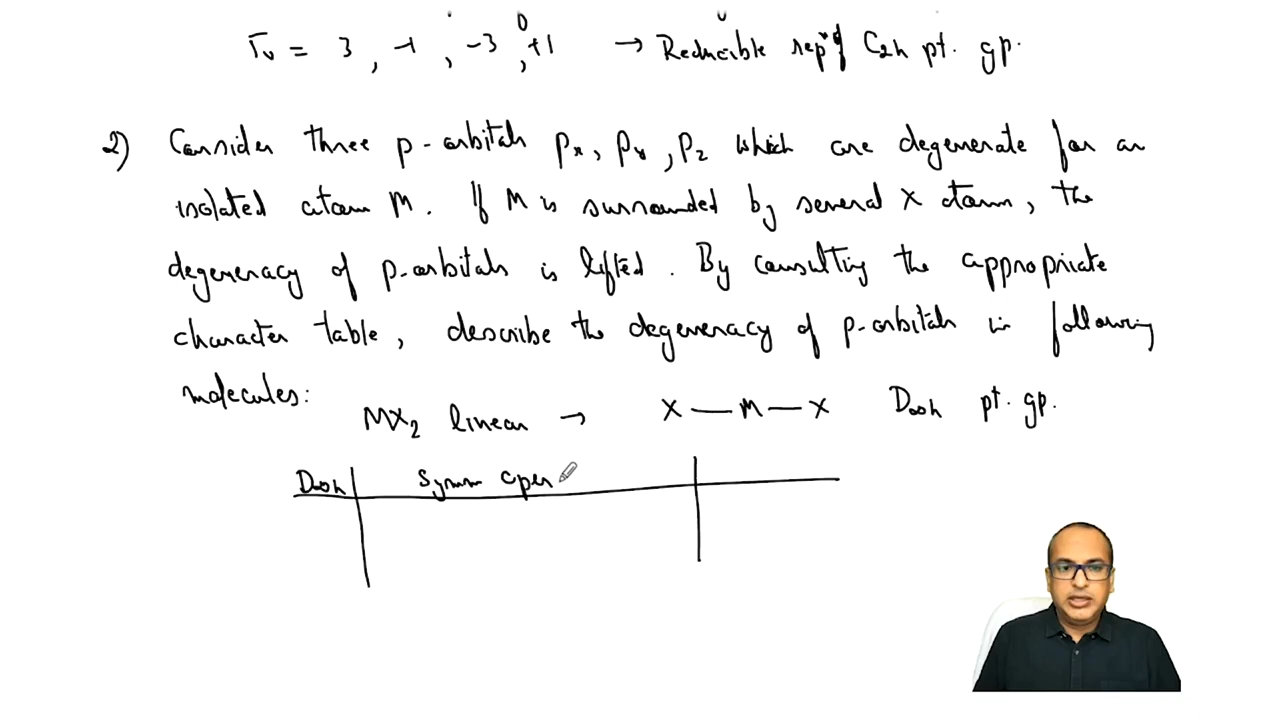 Γv = 3 , -1 , -3 , +1 → Reducible repⁿ of C2h pt. gp.
2) Consider three p-orbitals px, py, pz which are degenerate for an
isolated atom M. If M is surrounded by several X atoms, the
degeneracy of p-orbitals is lifted. By consulting the appropriate
character table, describe the degeneracy of p-orbitals in following
molecules:
MX2 linear → X — M — X D∞h pt. gp.
D∞h Symm oper